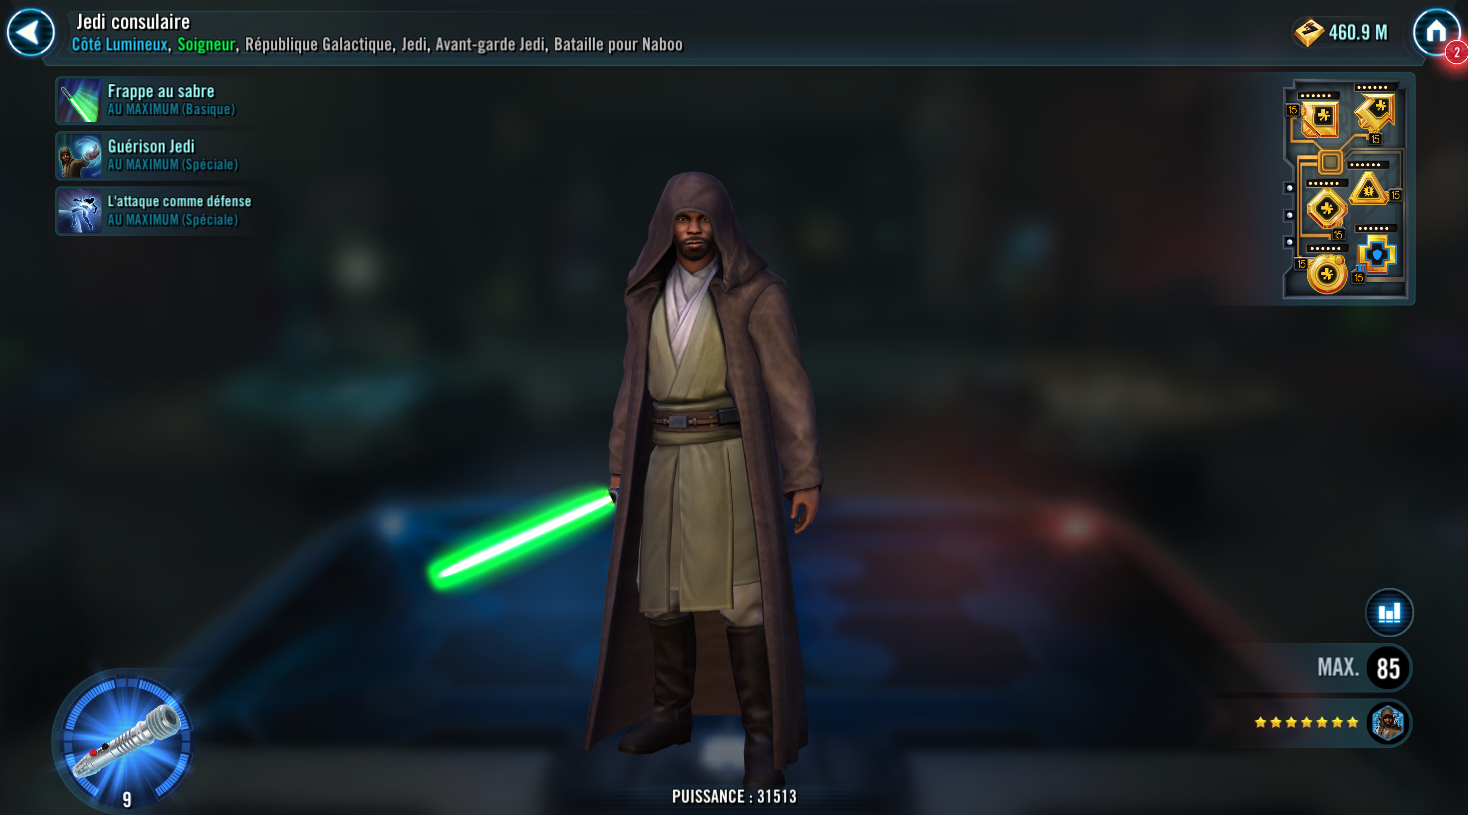 Jedi consulaire
Côté Lumineux, Soigneur, République Galactique, Jedi, Avant-garde Jedi, Bataille pour Naboo
460.9 M
2
Frappe au sabre
AU MAXIMUM (Basique)
Guérison Jedi
AU MAXIMUM (Spéciale)
L'attaque comme défense
AU MAXIMUM (Spéciale)
15
15
15
15
15
15
MAX. 85
9
PUISSANCE : 31513